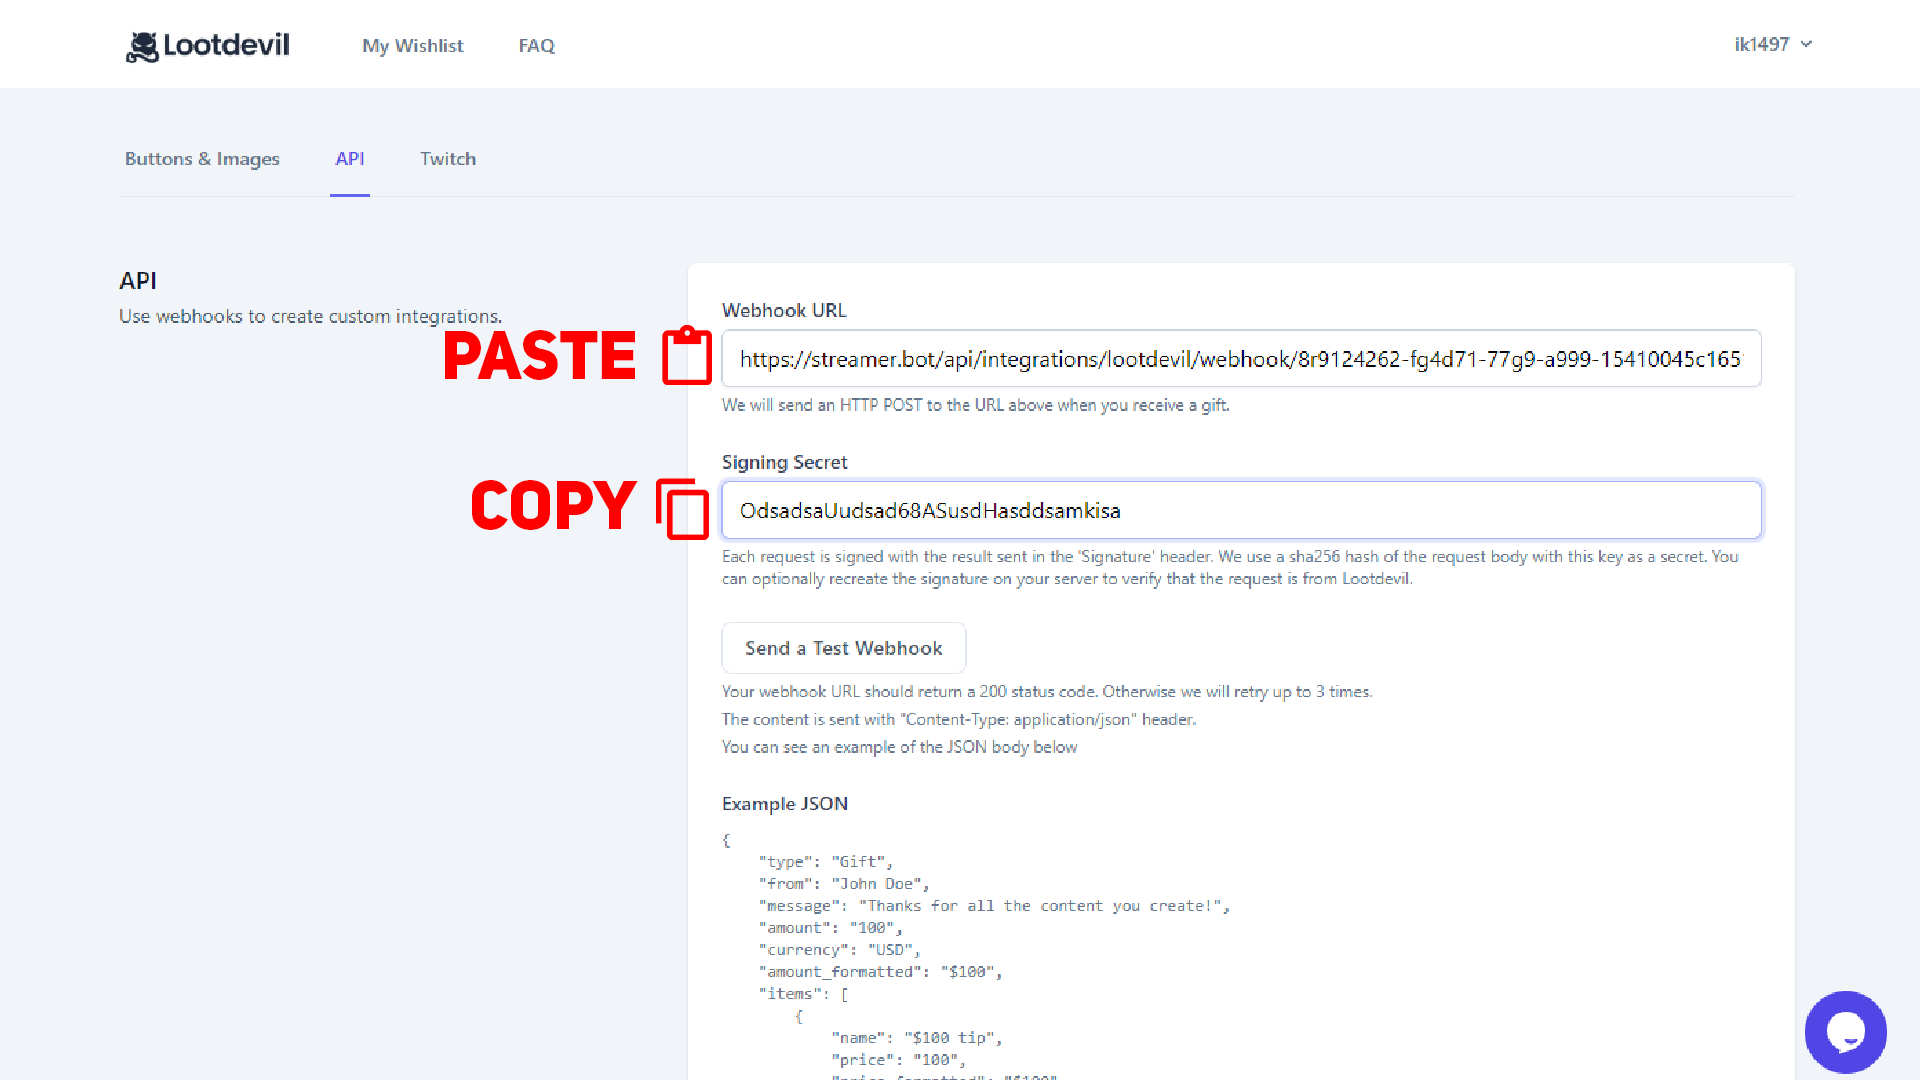 Lootdevil
My Wishlist
FAQ
ik1497
Buttons & Images
API
Twitch
API
Use webhooks to create custom integrations.
Webhook URL
PASTE
https://streamer.bot/api/integrations/lootdevil/webhook/8r9124262-fg4d71-77g9-a999-15410045c165
We will send an HTTP POST to the URL above when you receive a gift.
Signing Secret
COPY
OdsadsaUudsad68ASusdHasddsamkisa
Each request is signed with the result sent in the 'Signature' header. We use a sha256 hash of the request body with this key as a secret. You
can optionally recreate the signature on your server to verify that the request is from Lootdevil.
Send a Test Webhook
Your webhook URL should return a 200 status code. Otherwise we will retry up to 3 times.
The content is sent with "Content-Type: application/json" header.
You can see an example of the JSON body below
Example JSON
{
"type": "Gift",
"from": "John Doe",
"message": "Thanks for all the content you create!",
"amount": "100",
"currency": "USD",
"amount_formatted": "$100",
"items": [
{
"name": "$100 tip",
"price": "100",
"price_formatted": "$100"